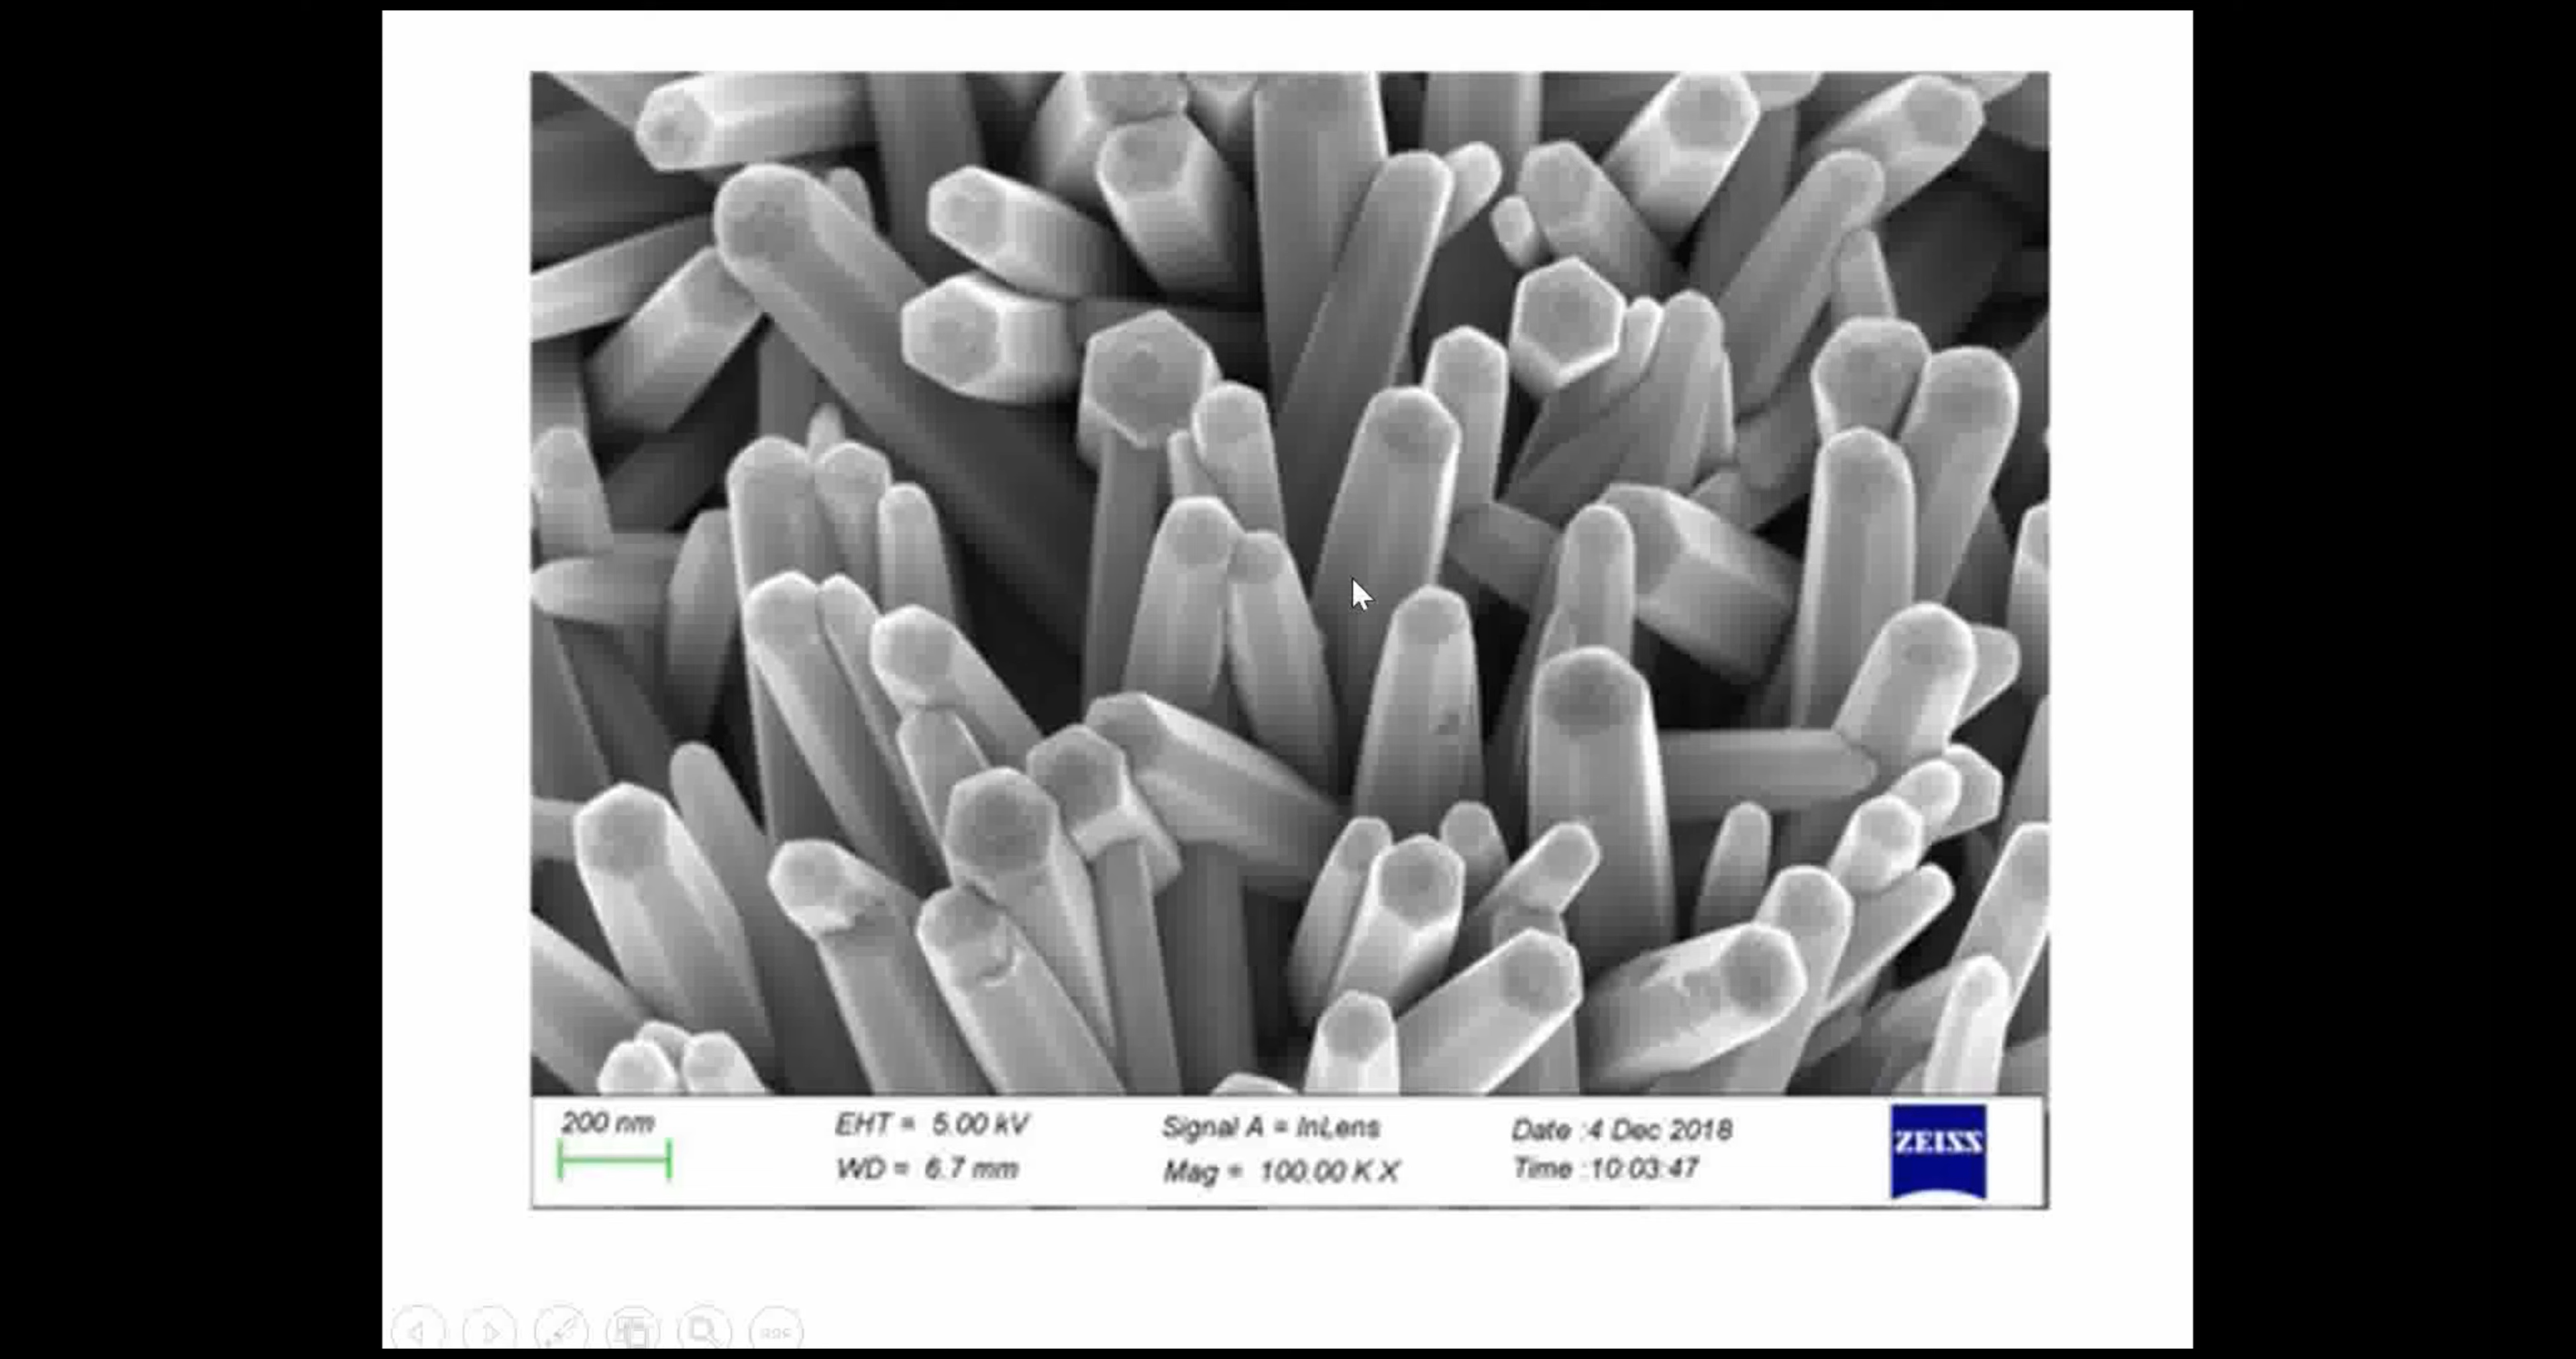 200 nm
EHT = 5.00 kV
Signal A = InLens
Date :4 Dec 2018
ZEISS
WD = 6.7 mm
Mag = 100.00 K X
Time :10:03:47